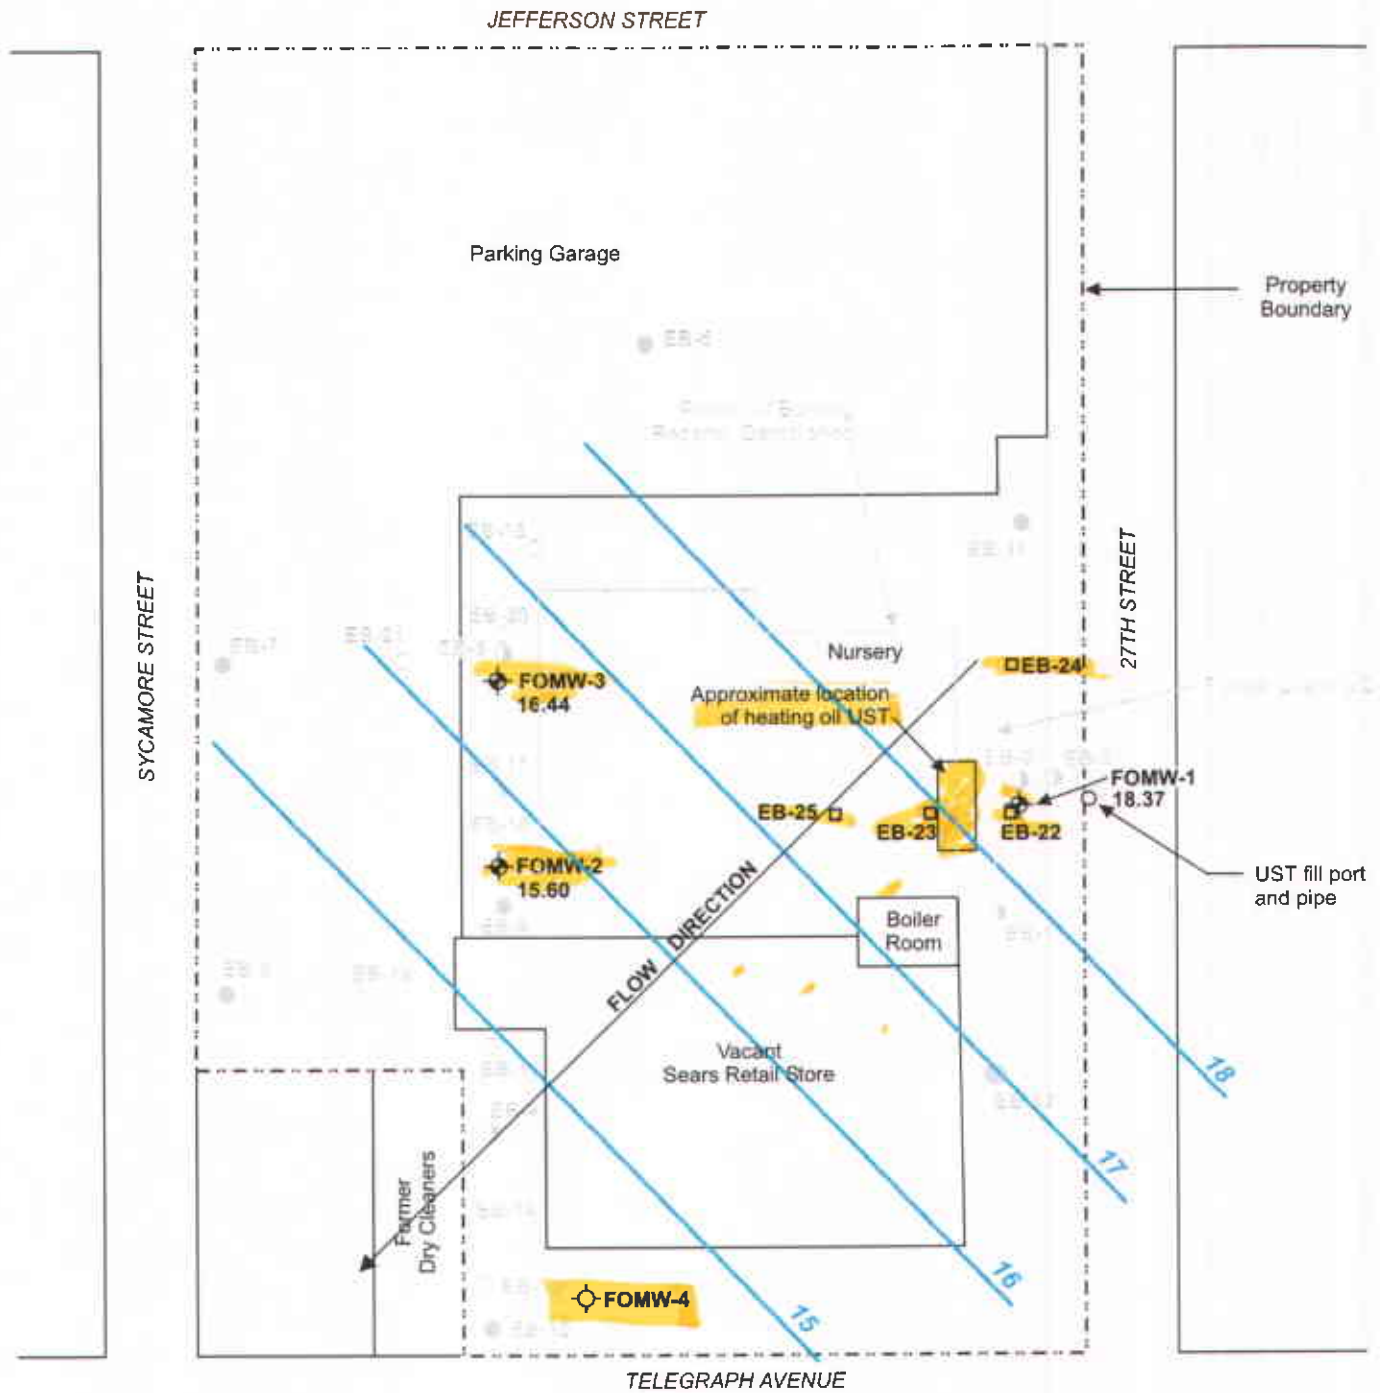 JEFFERSON STREET
Parking Garage
Property
Boundary
EB-6
SYCAMORE STREET
27TH STREET
Nursery
EB-24
FOMW-3
16.44
Approximate location
of heating oil UST
FOMW-1
18.37
EB-25
EB-23
EB-22
FOMW-2
15.60
UST fill port
and pipe
Boiler
Room
FLOW DIRECTION
Vacant
Sears Retail Store
18
17
16
15
Former
Dry Cleaners
FOMW-4
TELEGRAPH AVENUE